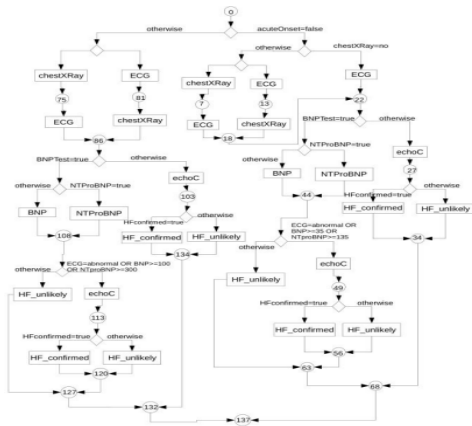 0
otherwise acuteOnset=false
otherwise chestXRay=no
chestXRay ECG chestXRay ECG ECG
75 81 7 13 22
ECG chestXRay ECG chestXRay
86 18
BNPTest=true BNPTest=true
otherwise otherwise
NTProBNP=true echoC NTProBNP=true echoC
otherwise 103 otherwise 27
BNP NTProBNP BNP NTProBNP
HFconfirmed=true otherwise HFconfirmed=true otherwise
108 HF_confirmed HF_unlikely 44 HF_confirmed HF_unlikely
134 34
ECG=abnormal OR BNP>=100
OR NTproBNP>=300
otherwise
ECG=abnormal OR
BNP>=35 OR
NTproBNP>=135
otherwise
HF_unlikely echoC HF_unlikely echoC
113 49
HFconfirmed=true otherwise HFconfirmed=true otherwise
HF_confirmed HF_unlikely HF_confirmed HF_unlikely
120 56
127 63
132 68
137